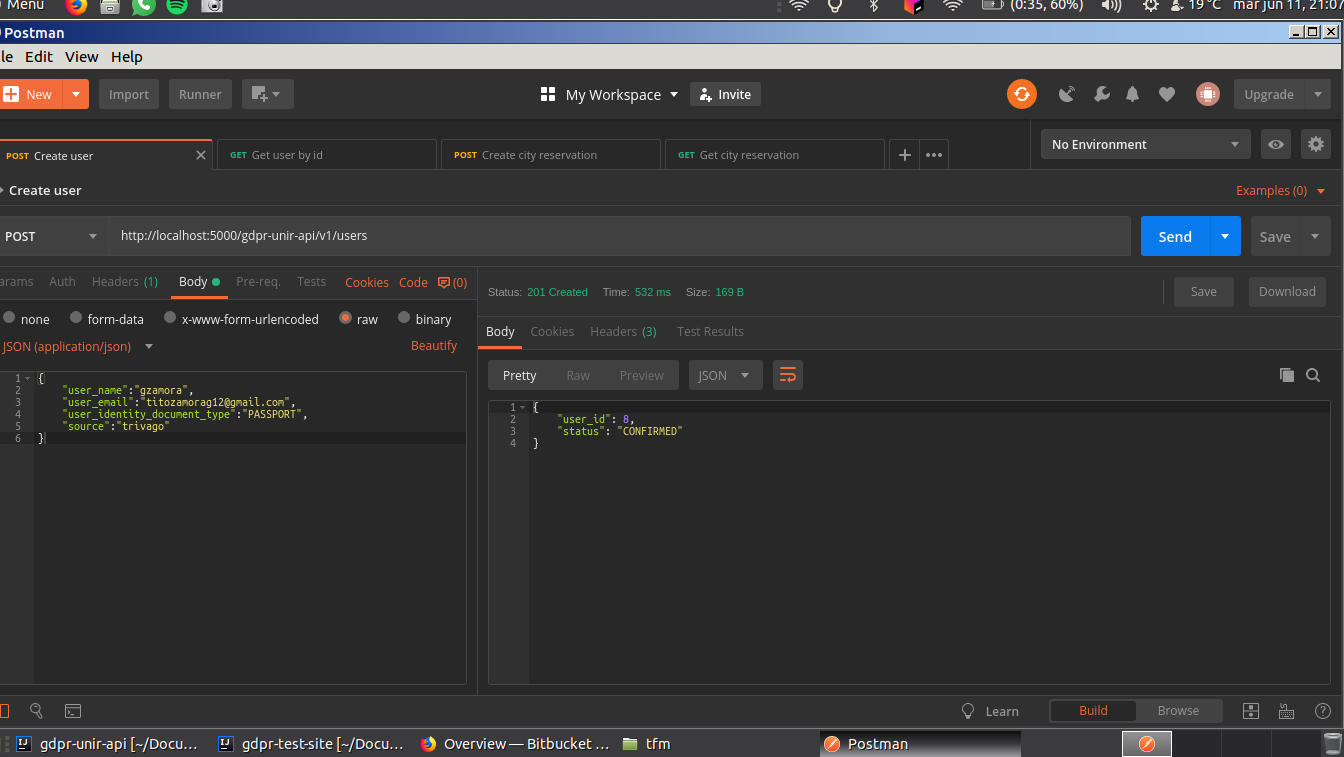 Menu (0:35, 60%) 19 °C mar jun 11, 21:07
Postman
le Edit View Help
New Import Runner My Workspace Invite Upgrade
POST Create user GET Get user by id POST Create city reservation GET Get city reservation No Environment
Create user Examples (0)
POST http://localhost:5000/gdpr-unir-api/v1/users Send Save
arams Auth Headers (1) Body Pre-req. Tests Cookies Code (0)
Status: 201 Created Time: 532 ms Size: 169 B Save Download
none form-data x-www-form-urlencoded raw binary
JSON (application/json) Beautify
1 {
2 "user_name":"gzamora",
3 "user_email":"titozamorag12@gmail.com",
4 "user_identity_document_type":"PASSPORT",
5 "source":"trivago"
6 }
Body Cookies Headers (3) Test Results
Pretty Raw Preview JSON
1 {
2 "user_id": 8,
3 "status": "CONFIRMED"
4 }
Learn Build Browse
IJ gdpr-unir-api [~/Docu... IJ gdpr-test-site [~/Docu... Overview — Bitbucket ... tfm Postman